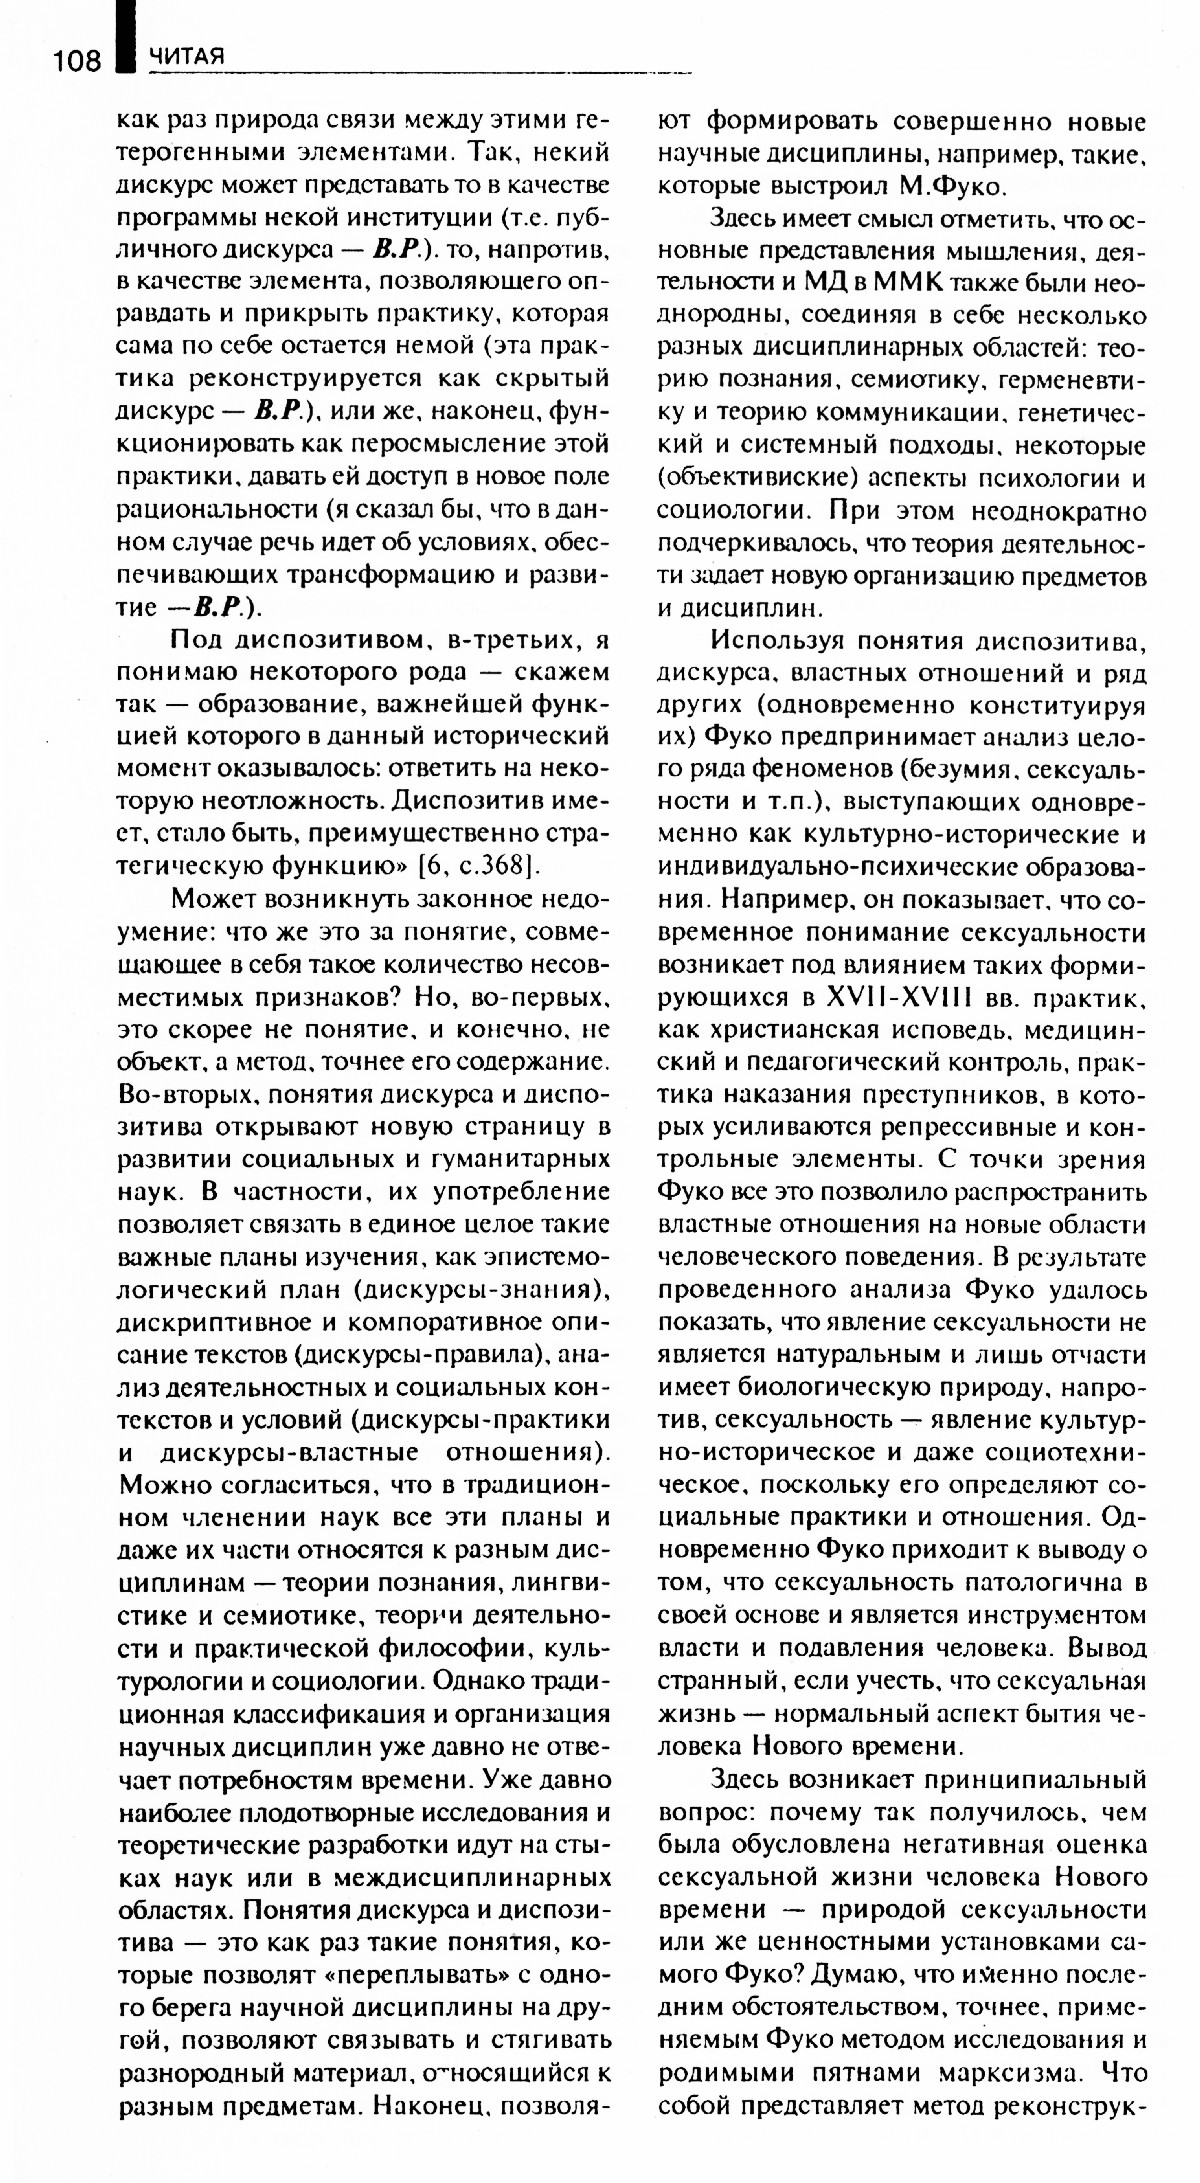 108
ЧИТАЯ
как раз природа связи между этими ге-
терогенными элементами. Так, некий
дискурс может представать то в качестве
программы некой институции (т.е. пуб-
личного дискурса — В.Р.). то, напротив,
в качестве элемента, позволяющего оп-
равдать и прикрыть практику, которая
сама по себе остается немой (эта прак-
тика реконструируется как скрытый
дискурс — В.Р.), или же, наконец, фун-
кционировать как перосмысление этой
практики, давать ей доступ в новое поле
рациональности (я сказал бы, что в дан-
ном случае речь идет об условиях, обес-
печивающих трансформацию и разви-
тие —В.Р.).
Под диспозитивом, в-третьих, я
понимаю некоторого рода — скажем
так — образование, важнейшей функ-
цией которого в данный исторический
момент оказывалось: ответить на неко-
торую неотложность. Диспозитив име-
ет, стало быть, преимущественно стра-
тегическую функцию» [6, с.368].
Может возникнуть законное недо-
умение: что же это за понятие, совме-
щающее в себя такое количество несов-
местимых признаков? Но, во-первых,
это скорее не понятие, и конечно, не
объект, а метод, точнее его содержание.
Во-вторых, понятия дискурса и диспо-
зитива открывают новую страницу в
развитии социальных и гуманитарных
наук. В частности, их употребление
позволяет связать в единое целое такие
важные планы изучения, как эпистемо-
логический план (дискурсы-знания),
дискриптивное и компоративное опи-
сание текстов (дискурсы-правила), ана-
лиз деятельностных и социальных кон-
текстов и условий (дискурсы-практики
и дискурсы-властные отношения).
Можно согласиться, что в традицион-
ном членении наук все эти планы и
даже их части относятся к разным дис-
циплинам — теории познания, лингви-
стике и семиотике, теории деятельно-
сти и практической философии, куль-
турологии и социологии. Однако тради-
ционная классификация и организация
научных дисциплин уже давно не отве-
чает потребностям времени. Уже давно
наиболее плодотворные исследования и
теоретические разработки идут на сты-
ках наук или в междисциплинарных
областях. Понятия дискурса и диспози-
тива — это как раз такие понятия, ко-
торые позволят «переплывать» с одно-
го берега научной дисциплины на дру-
гой, позволяют связывать и стягивать
разнородный материал, относящийся к
разным предметам. Наконец, позволя-
ют формировать совершенно новые
научные дисциплины, например, такие,
которые выстроил М.Фуко.
Здесь имеет смысл отметить, что ос-
новные представления мышления, дея-
тельности и МД в ММК также были нео-
днородны, соединяя в себе несколько
разных дисциплинарных областей: тео-
рию познания, семиотику, герменевти-
ку и теорию коммуникации, генетичес-
кий и системный подходы, некоторые
(объективиские) аспекты психологии и
социологии. При этом неоднократно
подчеркивалось, что теория деятельнос-
ти задает новую организацию предметов
и дисциплин.
Используя понятия диспозитива,
дискурса, властных отношений и ряд
других (одновременно конституируя
их) Фуко предпринимает анализ цело-
го ряда феноменов (безумия, сексуаль-
ности и т.п.), выступающих одновре-
менно как культурно-исторические и
индивидуально-психические образова-
ния. Например, он показывает, что со-
временное понимание сексуальности
возникает под влиянием таких форми-
рующихся в XVII-XVIII вв. практик,
как христианская исповедь, медицин-
ский и педагогический контроль, прак-
тика наказания преступников, в кото-
рых усиливаются репрессивные и кон-
трольные элементы. С точки зрения
Фуко все это позволило распространить
властные отношения на новые области
человеческого поведения. В результате
проведенного анализа Фуко удалось
показать, что явление сексуальности не
является натуральным и лишь отчасти
имеет биологическую природу, напро-
тив, сексуальность — явление культур-
но-историческое и даже социотехни-
ческое, поскольку его определяют со-
циальные практики и отношения. Од-
новременно Фуко приходит к выводу о
том, что сексуальность патологична в
своей основе и является инструментом
власти и подавления человека. Вывод
странный, если учесть, что сексуальная
жизнь — нормальный аспект бытия че-
ловека Нового времени.
Здесь возникает принципиальный
вопрос: почему так получилось, чем
была обусловлена негативная оценка
сексуальной жизни человека Нового
времени — природой сексуальности
или же ценностными установками са-
мого Фуко? Думаю, что именно после-
дним обстоятельством, точнее, приме-
няемым Фуко методом исследования и
родимыми пятнами марксизма. Что
собой представляет метод реконструк-